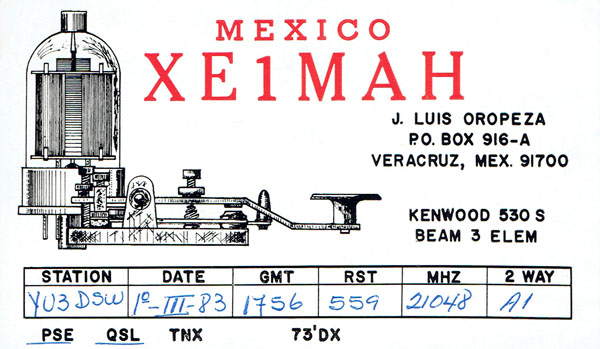 MEXICO
XE1MAH
J. LUIS OROPEZA
P.O. BOX 916-A
VERACRUZ, MEX. 91700
KENWOOD 530 S
BEAM 3 ELEM
STATION DATE GMT RST MHZ 2 WAY
YU3DSW 1º-III-83 1756 559 21048 A1
PSE QSL TNX 73'DX